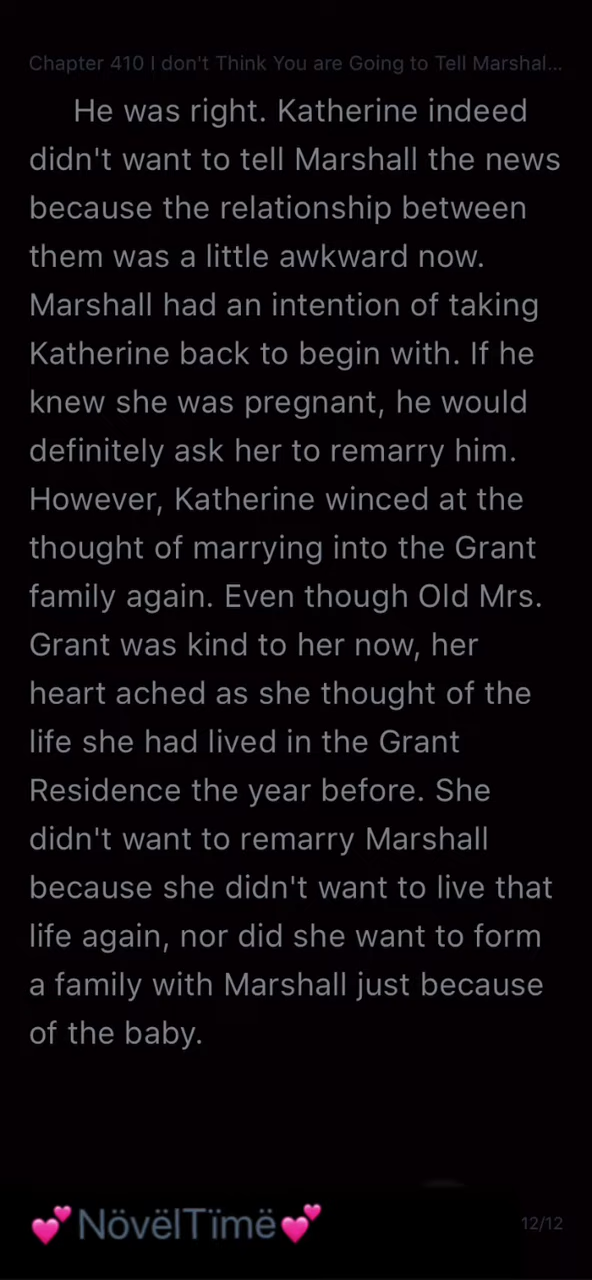 Chapter 410 I don't Think You are Going to Tell Marshal...
He was right. Katherine indeed
didn't want to tell Marshall the news
because the relationship between
them was a little awkward now.
Marshall had an intention of taking
Katherine back to begin with. If he
knew she was pregnant, he would
definitely ask her to remarry him.
However, Katherine winced at the
thought of marrying into the Grant
family again. Even though Old Mrs.
Grant was kind to her now, her
heart ached as she thought of the
life she had lived in the Grant
Residence the year before. She
didn't want to remarry Marshall
because she didn't want to live that
life again, nor did she want to form
a family with Marshall just because
of the baby.
💕NövëlTïmë💕
12/12